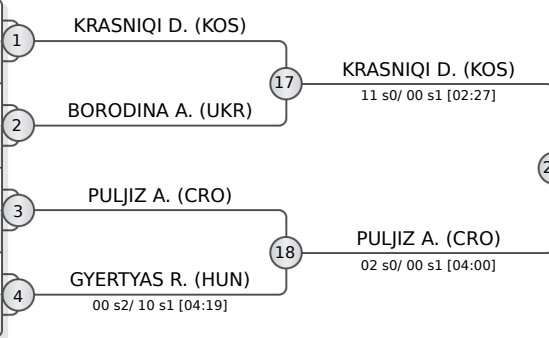 KRASNIQI D. (KOS)
1
17
KRASNIQI D. (KOS)
11 s0/ 00 s1 [02:27]
BORODINA A. (UKR)
2
PULJIZ A. (CRO)
3
18
PULJIZ A. (CRO)
02 s0/ 00 s1 [04:00]
GYERTYAS R. (HUN)
4
00 s2/ 10 s1 [04:19]